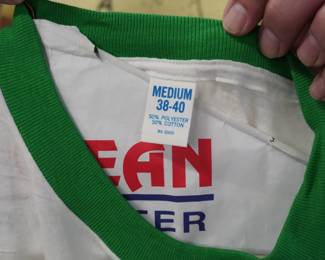 MEDIUM
38-40
50% POLYESTER
50% COTTON
EAN
TER